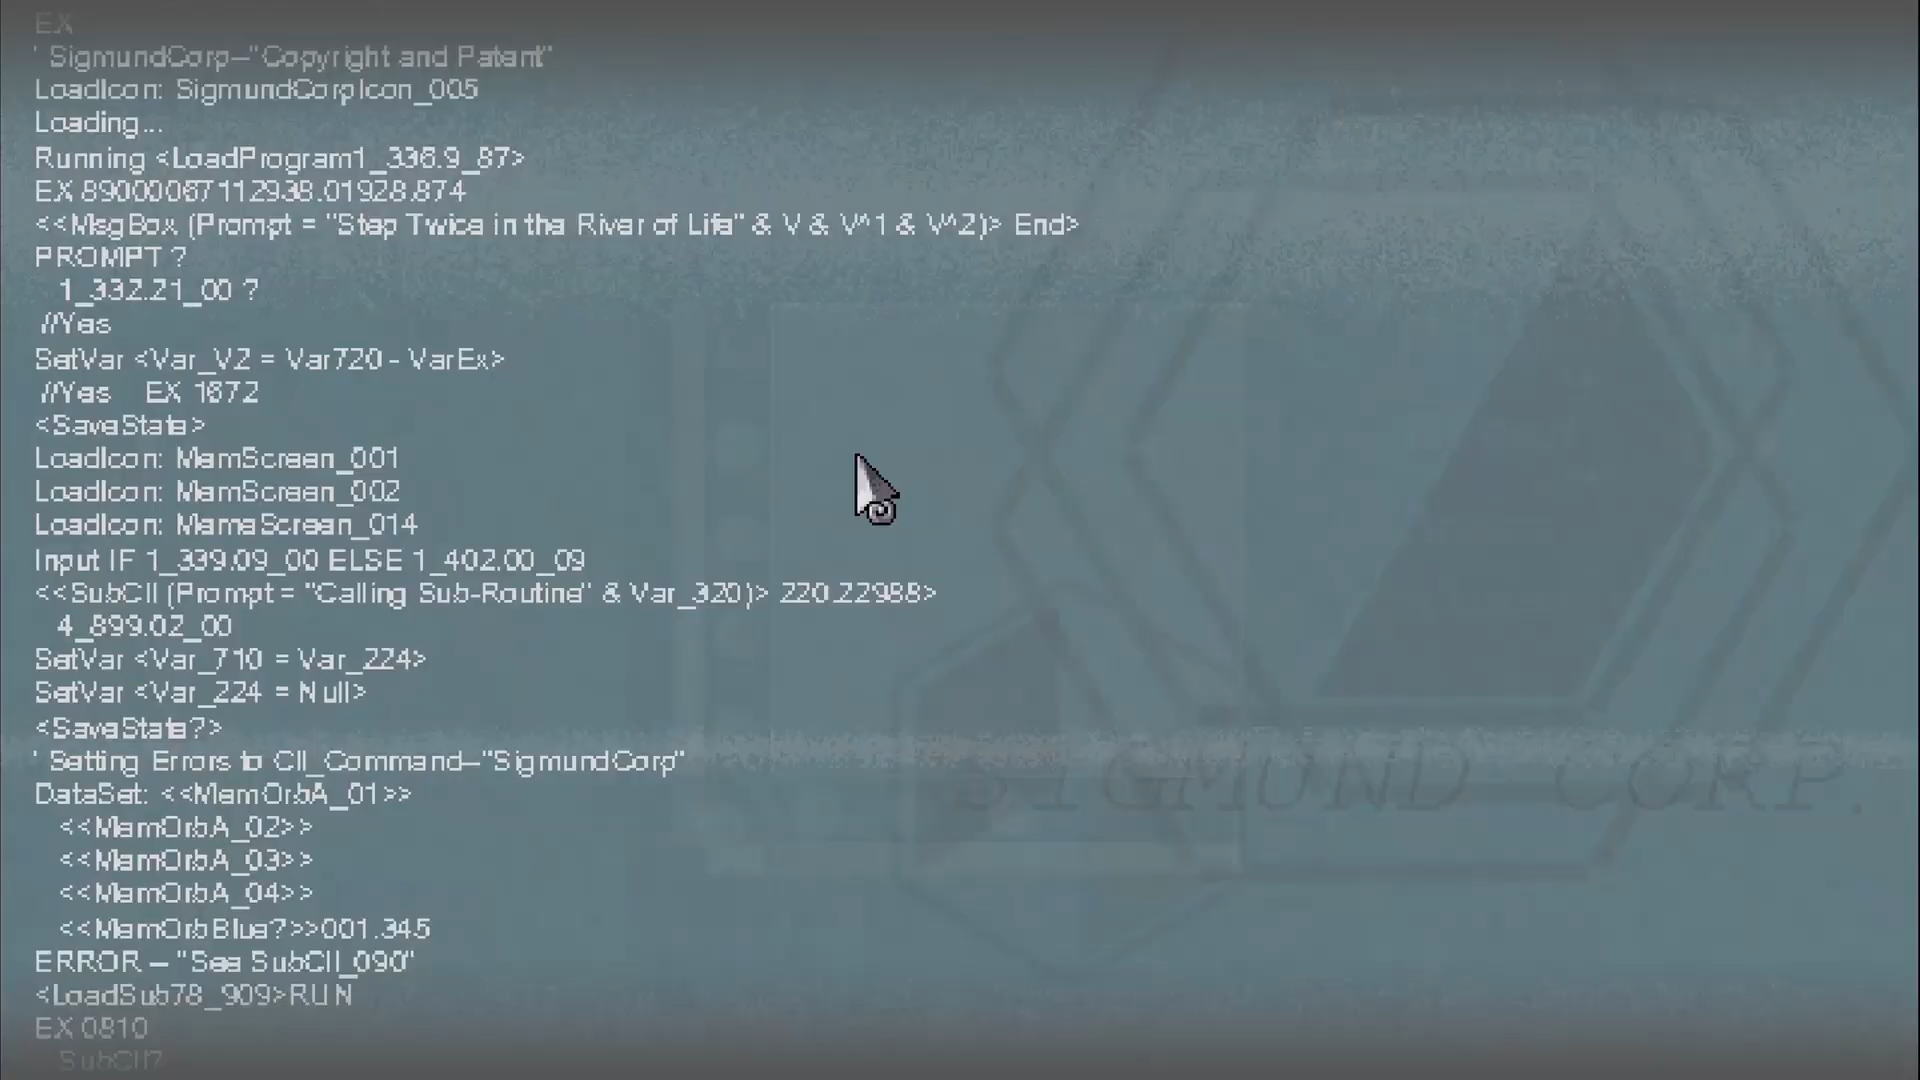 EX
' SigmundCorp–"Copyright and Patent"
LoadIcon: SigmundCorpIcon_005
Loading...
Running <LoadProgram1_336.9_87>
EX 89000067112938.01928.874
<<MsgBox (Prompt = "Step Twice in the River of Life" & V & V^1 & V^2)> End>
PROMPT ?
1_332.21_00 ?
//Yes
SetVar <Var_V2 = Var720 - VarEx>
//Yes EX 1672
<SaveState>
LoadIcon: MemScreen_001
LoadIcon: MemScreen_002
LoadIcon: MemeScreen_014
Input IF 1_339.09_00 ELSE 1_402.00_09
<<SubCll (Prompt = "Calling Sub-Routine" & Var_320)> 220.22988>
4_899.02_00
SetVar <Var_710 = Var_224>
SetVar <Var_224 = Null>
<SaveState?>
' Setting Errors to Cll_Command–"SigmundCorp"
DataSet: <<MemOrbA_01>>
<<MemOrbA_02>>
<<MemOrbA_03>>
<<MemOrbA_04>>
<<MemOrbBlue?>>001.345
ERROR – "See SubCll_090"
<LoadSub78_909>RUN
EX 0810
SubCll?
SIGMUND CORP.